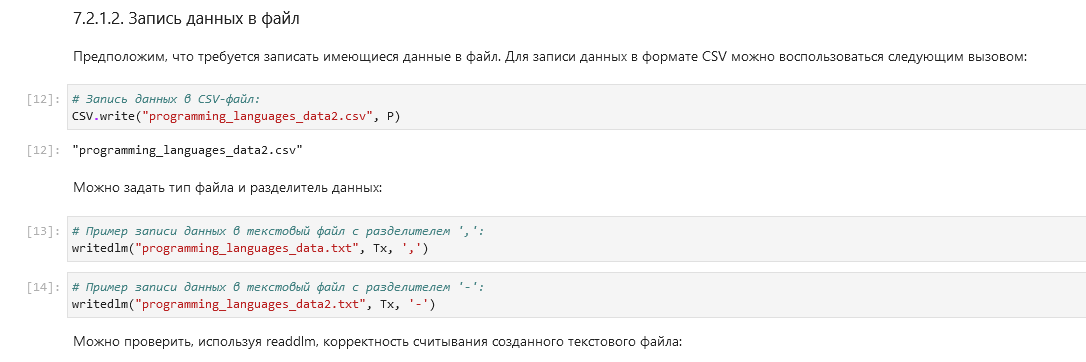 7.2.1.2. Запись данных в файл
Предположим, что требуется записать имеющиеся данные в файл. Для записи данных в формате CSV можно воспользоваться следующим вызовом:
[12]: # Запись данных в CSV-файл:
CSV.write("programming_languages_data2.csv", P)
[12]: "programming_languages_data2.csv"
Можно задать тип файла и разделитель данных:
[13]: # Пример записи данных в текстовый файл с разделителем ',':
writedlm("programming_languages_data.txt", Tx, ',')
[14]: # Пример записи данных в текстовый файл с разделителем '-':
writedlm("programming_languages_data2.txt", Tx, '-')
Можно проверить, используя readdlm, корректность считывания созданного текстового файла: